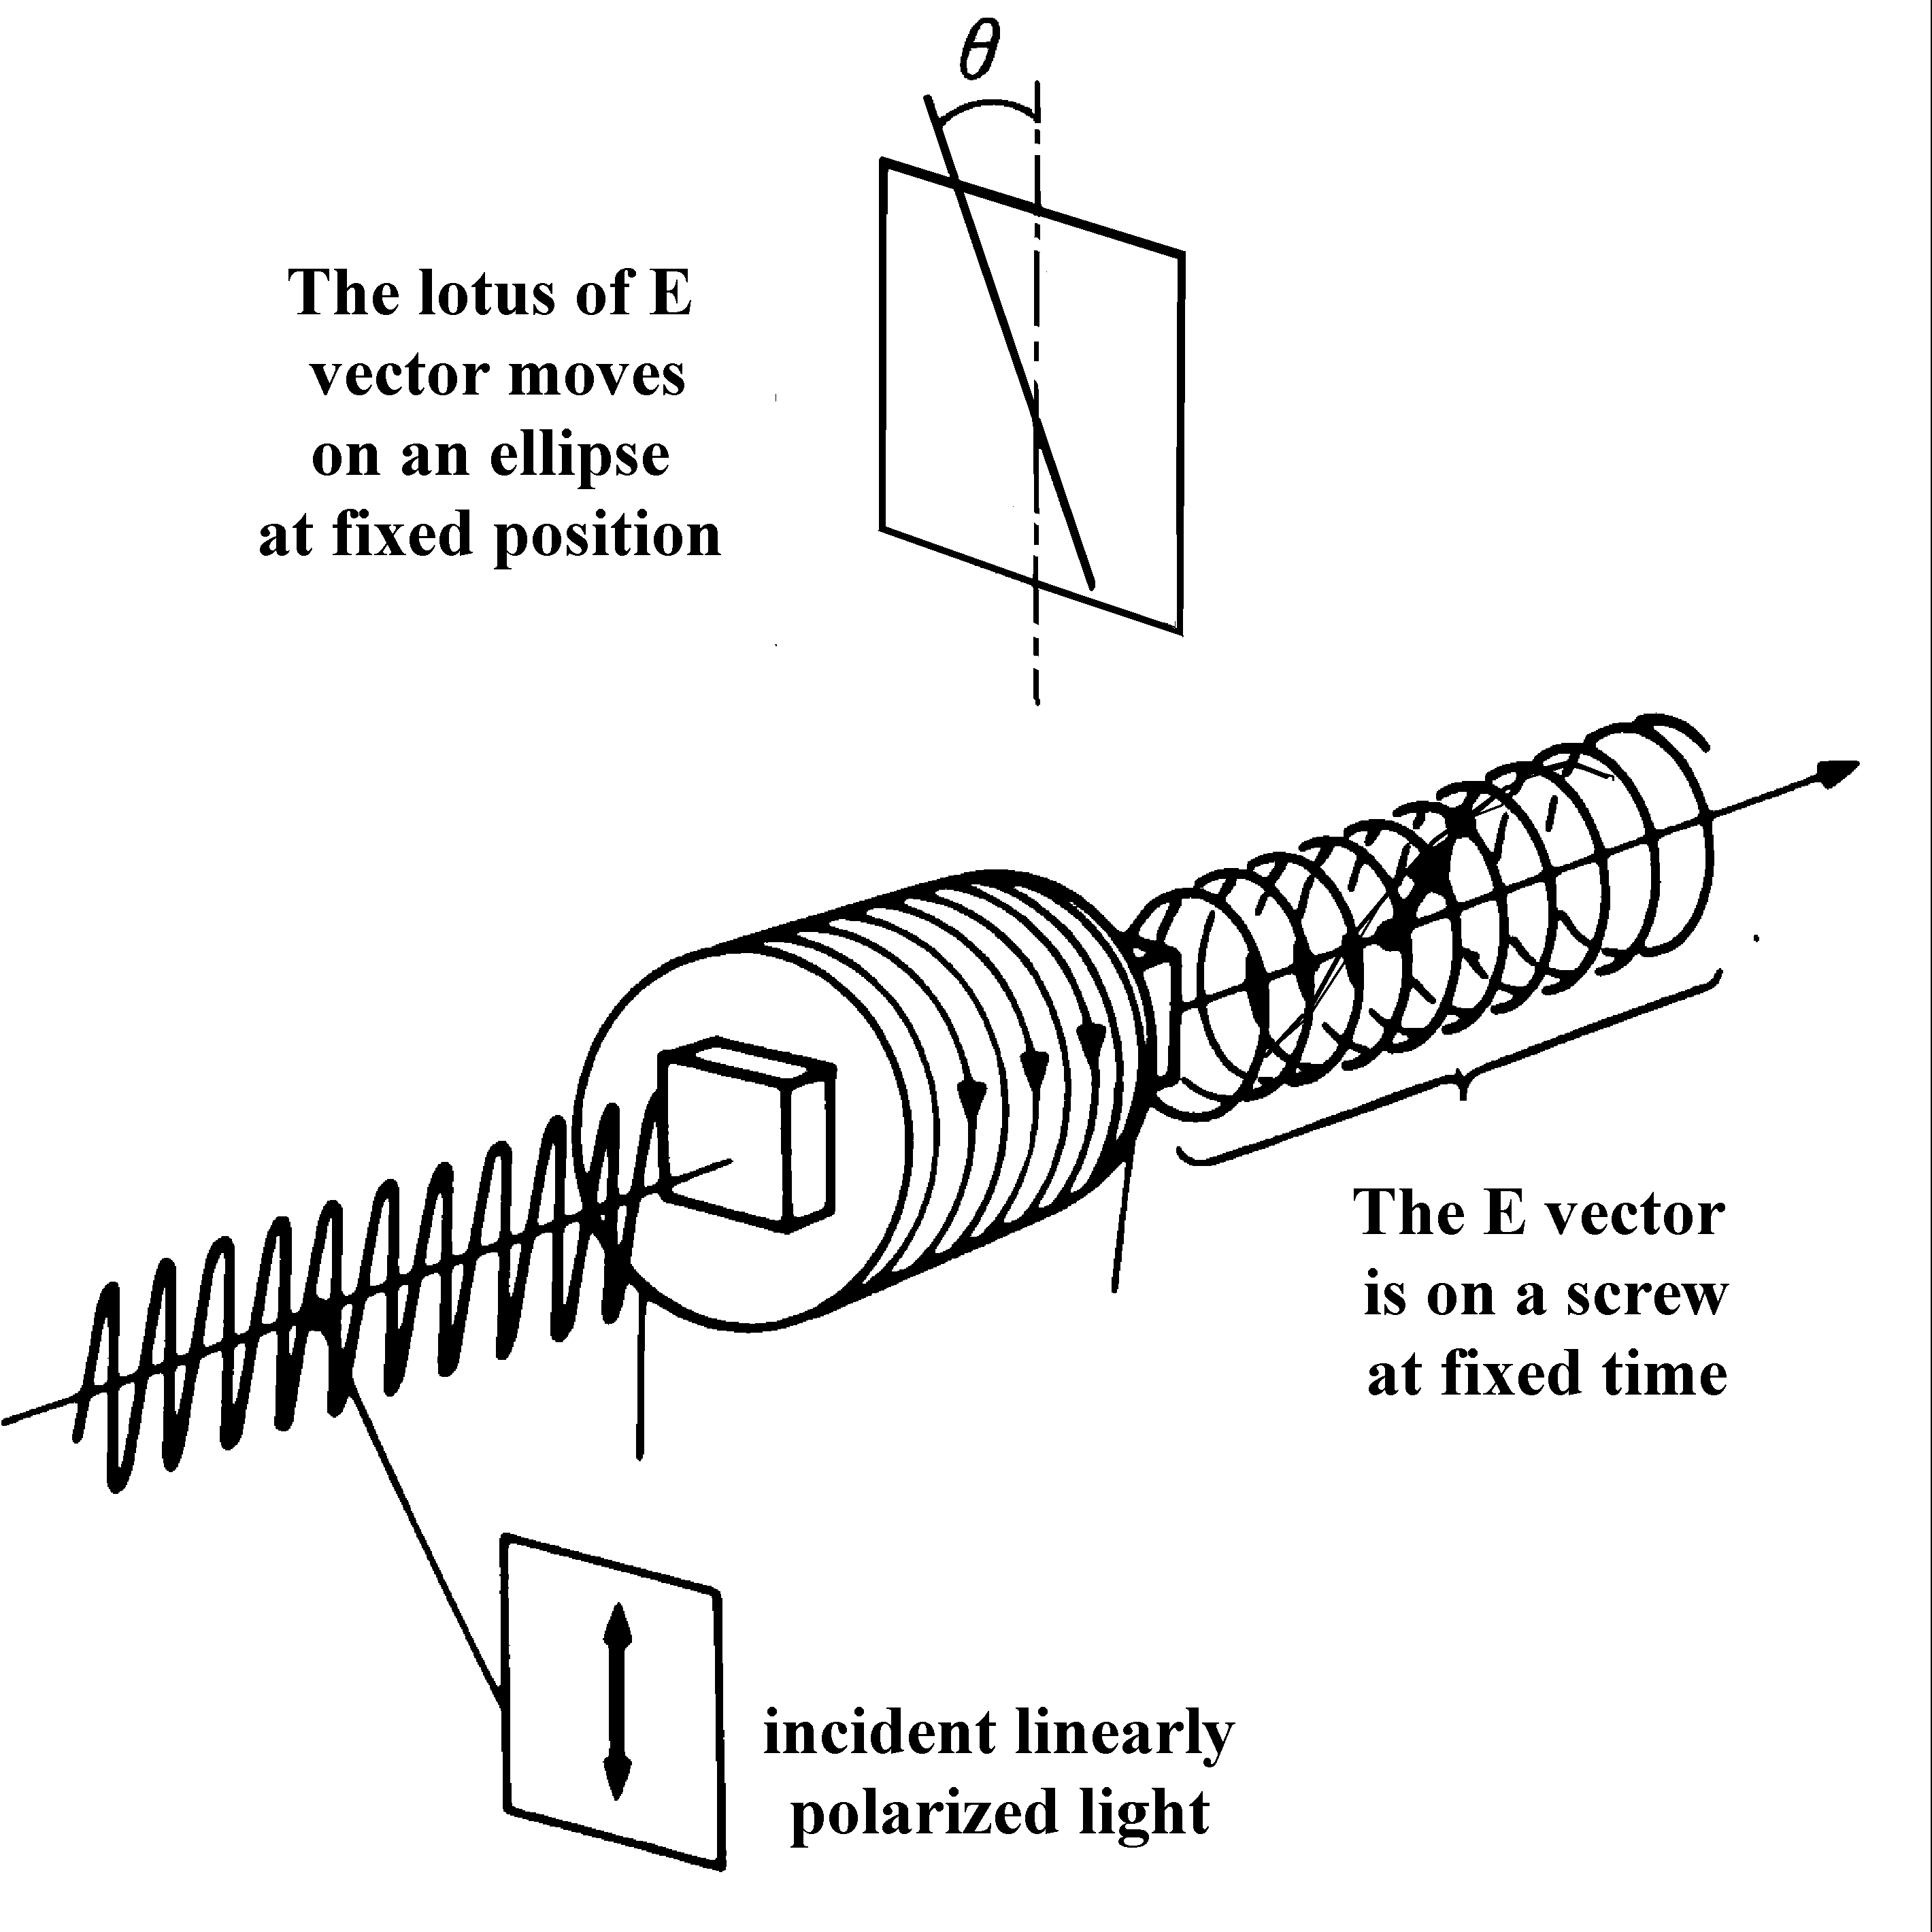 θ
The lotus of E
vector moves
on an ellipse
at fixed position
The E vector
is on a screw
at fixed time
incident linearly
polarized light